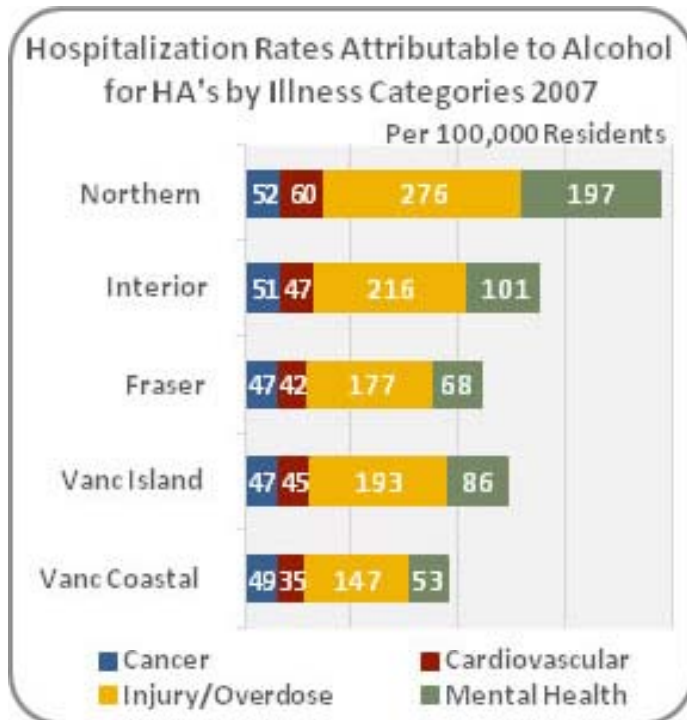 Hospitalization Rates Attributable to Alcohol
for HA's by Illness Categories 2007
Per 100,000 Residents
Northern 52 60 276 197
Interior 51 47 216 101
Fraser 47 42 177 68
Vanc Island 47 45 193 86
Vanc Coastal 49 35 147 53
Cancer Cardiovascular
Injury/Overdose Mental Health